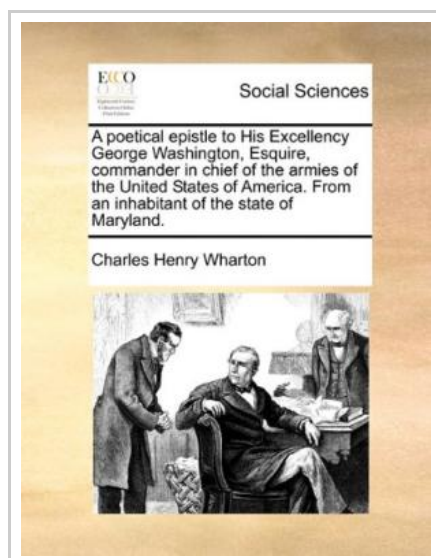 ECCO
Social Sciences
A poetical epistle to His Excellency
George Washington, Esquire,
commander in chief of the armies of
the United States of America. From
an inhabitant of the state of
Maryland.
Charles Henry Wharton